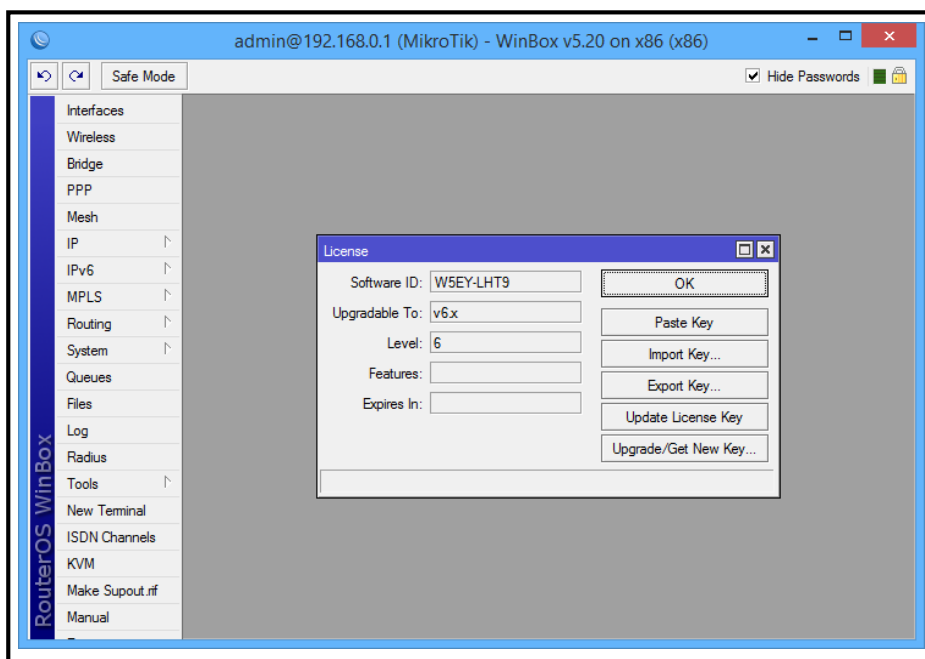 admin@192.168.0.1 (MikroTik) - WinBox v5.20 on x86 (x86)
Safe Mode
Hide Passwords
RouterOS WinBox
Interfaces
Wireless
Bridge
PPP
Mesh
IP
IPv6
MPLS
Routing
System
Queues
Files
Log
Radius
Tools
New Terminal
ISDN Channels
KVM
Make Supout.rif
Manual
License
Software ID: W5EY-LHT9
Upgradable To: v6.x
Level: 6
Features:
Expires In:
OK
Paste Key
Import Key...
Export Key...
Update License Key
Upgrade/Get New Key...